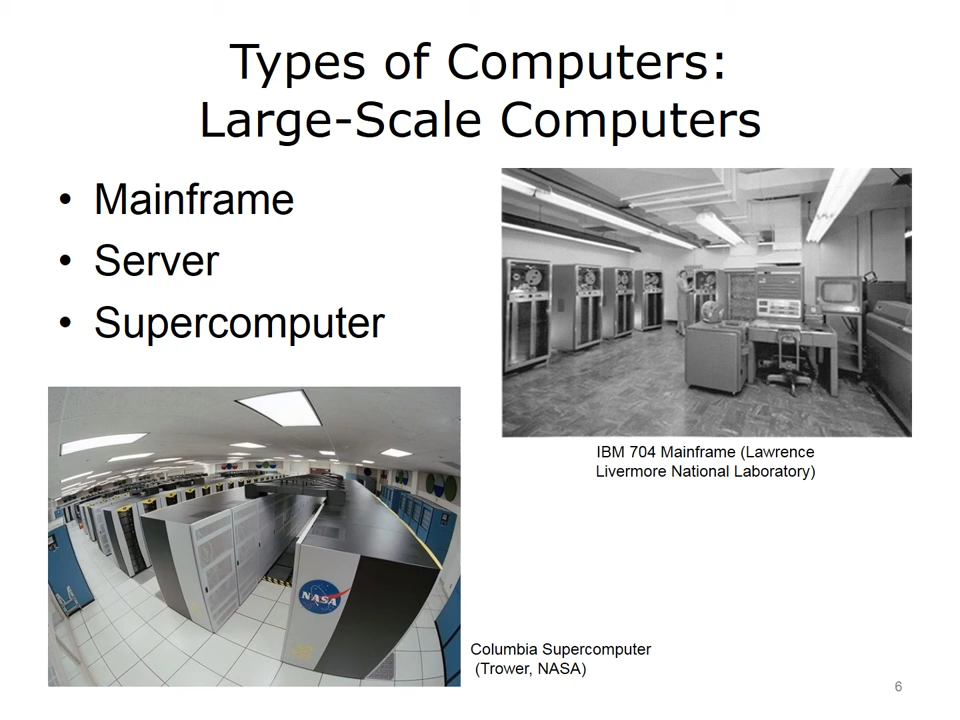 Types of Computers:
Large-Scale Computers
• Mainframe
• Server
• Supercomputer
IBM 704 Mainframe (Lawrence
Livermore National Laboratory)
NASA
Columbia Supercomputer
(Trower, NASA)
6